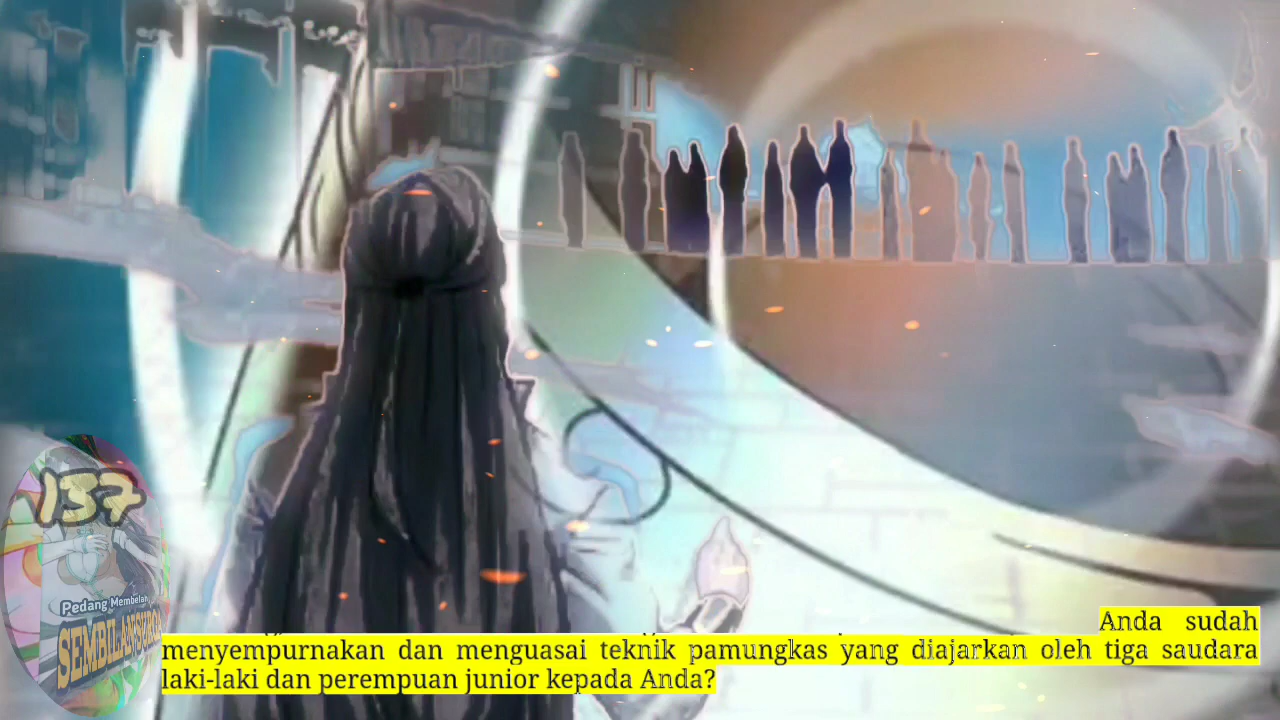 137
Pedang Membelah
SEMBILAN SURGA
Anda sudah
menyempurnakan dan menguasai teknik pamungkas yang diajarkan oleh tiga saudara
laki-laki dan perempuan junior kepada Anda?